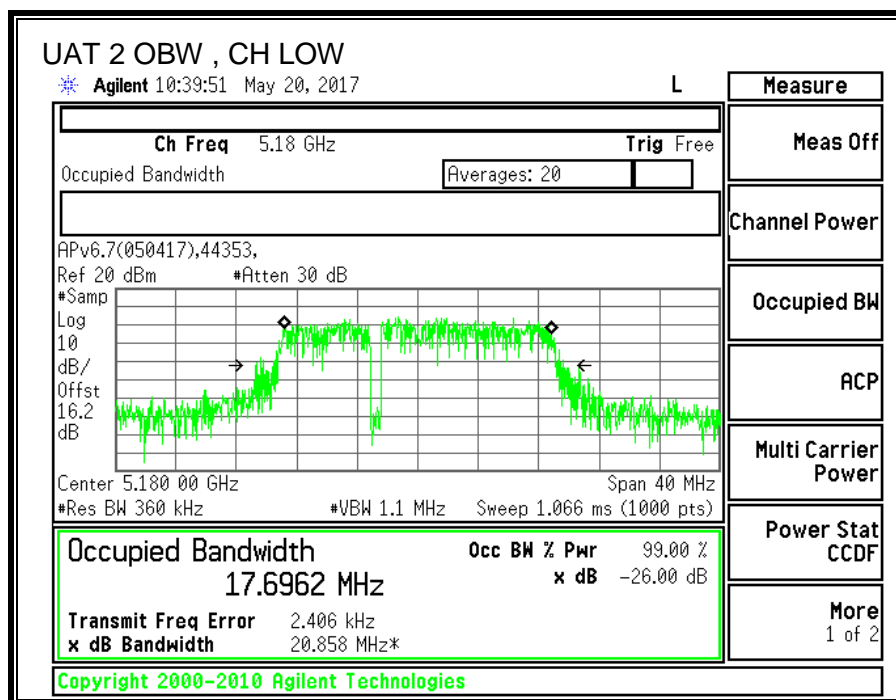 UAT 2 OBW , CH LOW
Agilent 10:39:51 May 20, 2017 L Measure
Ch Freq 5.18 GHz Trig Free
Meas Off
Occupied Bandwidth Averages: 20
Channel Power
APv6.7(050417),44353,
Ref 20 dBm #Atten 30 dB
#Samp
Log
10
dB/
Offst
16.2
dB
Occupied BW
ACP
Multi Carrier
Power
Center 5.180 00 GHz Span 40 MHz
#Res BW 360 kHz #VBW 1.1 MHz Sweep 1.066 ms (1000 pts)
Power Stat
CCDF
Occupied Bandwidth Occ BW % Pwr 99.00 %
17.6962 MHz x dB -26.00 dB
Transmit Freq Error 2.406 kHz
x dB Bandwidth 20.858 MHz*
More
1 of 2
Copyright 2000-2010 Agilent Technologies